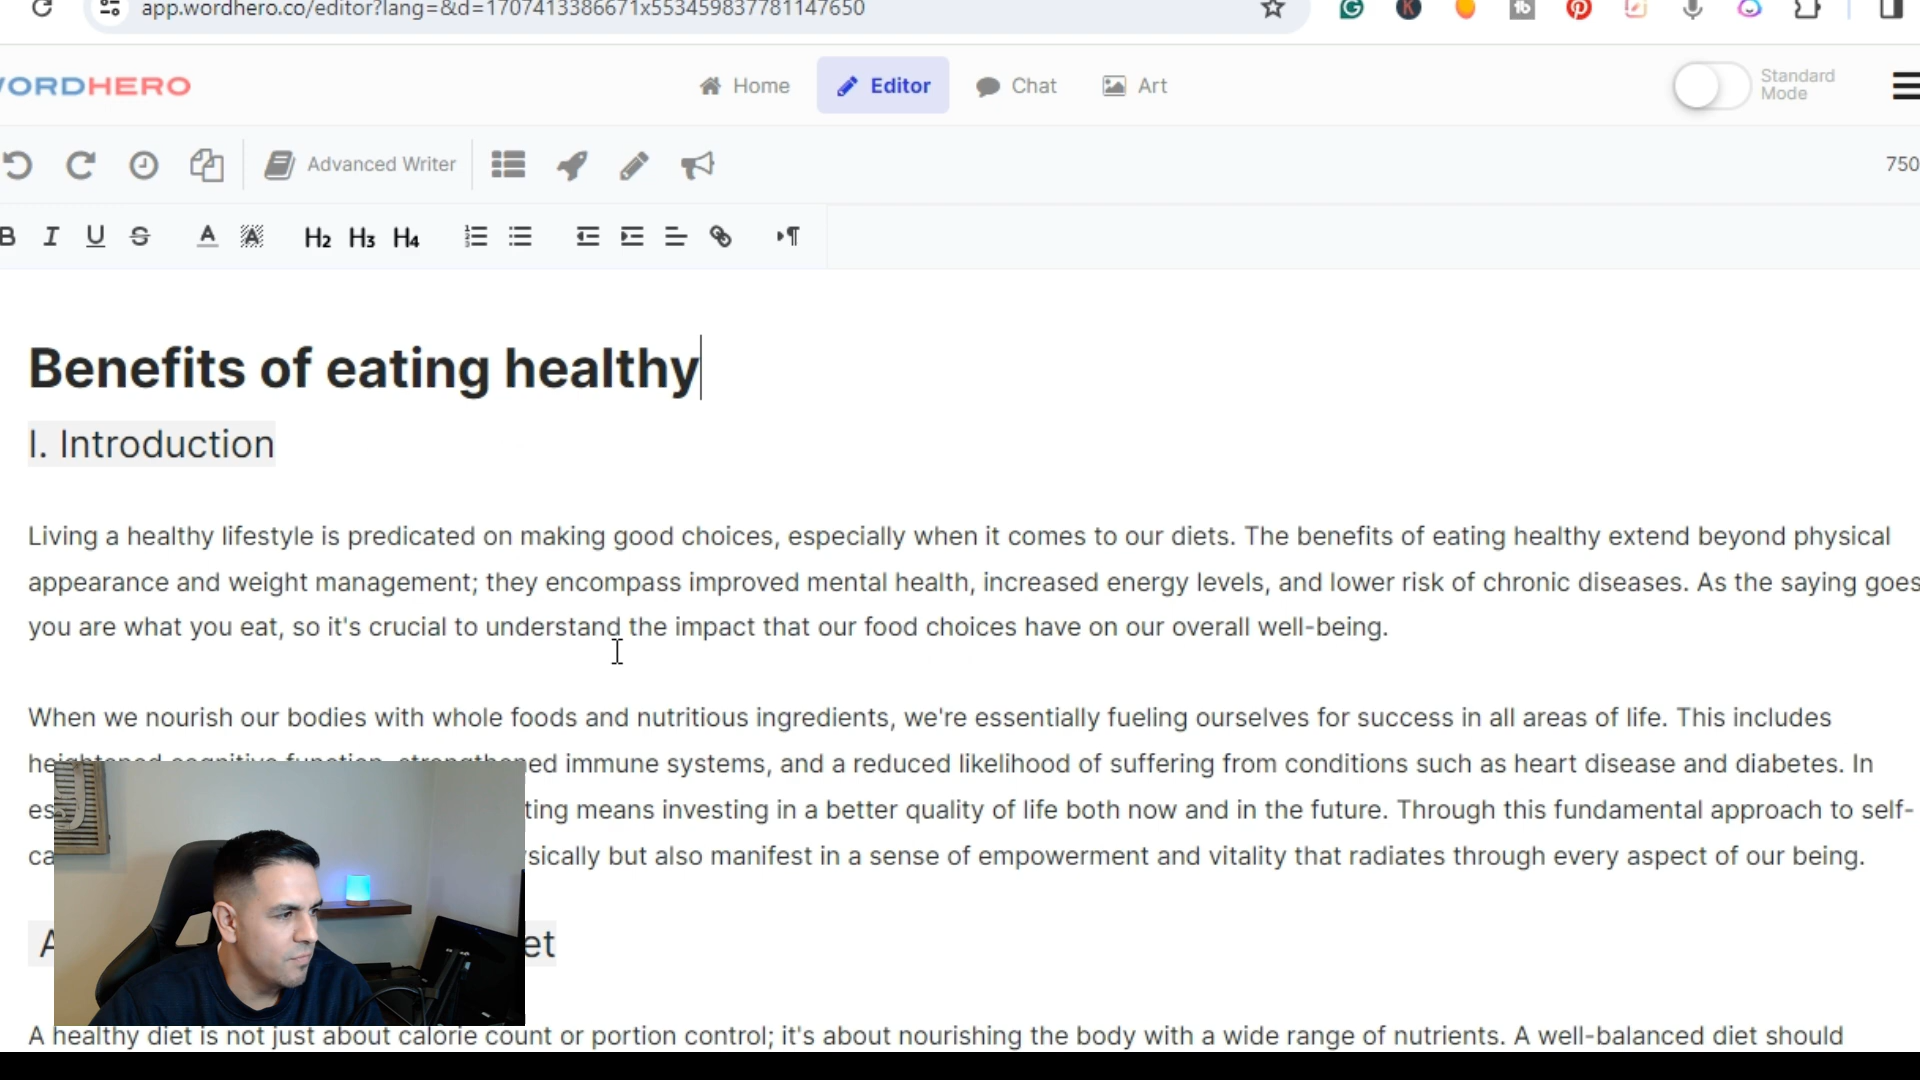 app.wordhero.co/editor?lang=&d=1707413386671x553459837781147650
ORDHERO
Home
Editor
Chat
Art
Standard
Mode
Advanced Writer
750
B I U S A A H2 H3 H4
Benefits of eating healthy
I. Introduction
Living a healthy lifestyle is predicated on making good choices, especially when it comes to our diets. The benefits of eating healthy extend beyond physical
appearance and weight management; they encompass improved mental health, increased energy levels, and lower risk of chronic diseases. As the saying goes
you are what you eat, so it's crucial to understand the impact that our food choices have on our overall well-being.
When we nourish our bodies with whole foods and nutritious ingredients, we're essentially fueling ourselves for success in all areas of life. This includes
immune systems, and a reduced likelihood of suffering from conditions such as heart disease and diabetes. In
means investing in a better quality of life both now and in the future. Through this fundamental approach to self-
but also manifest in a sense of empowerment and vitality that radiates through every aspect of our being.
A healthy diet is not just about calorie count or portion control; it's about nourishing the body with a wide range of nutrients. A well-balanced diet should